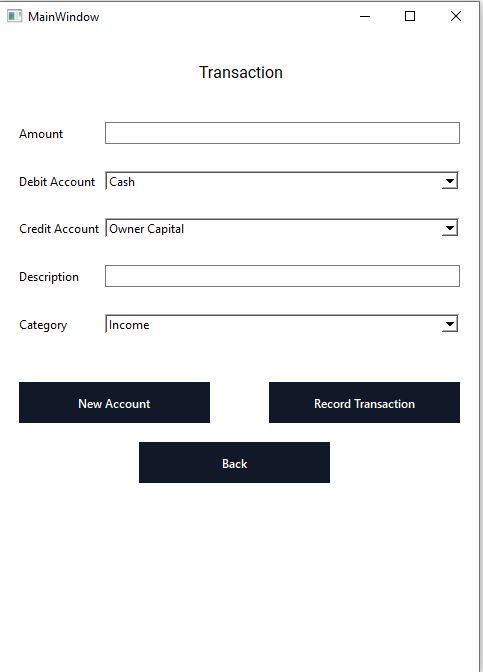 MainWindow
Transaction
Amount
Debit Account Cash
Credit Account Owner Capital
Description
Category Income
New Account Record Transaction
Back